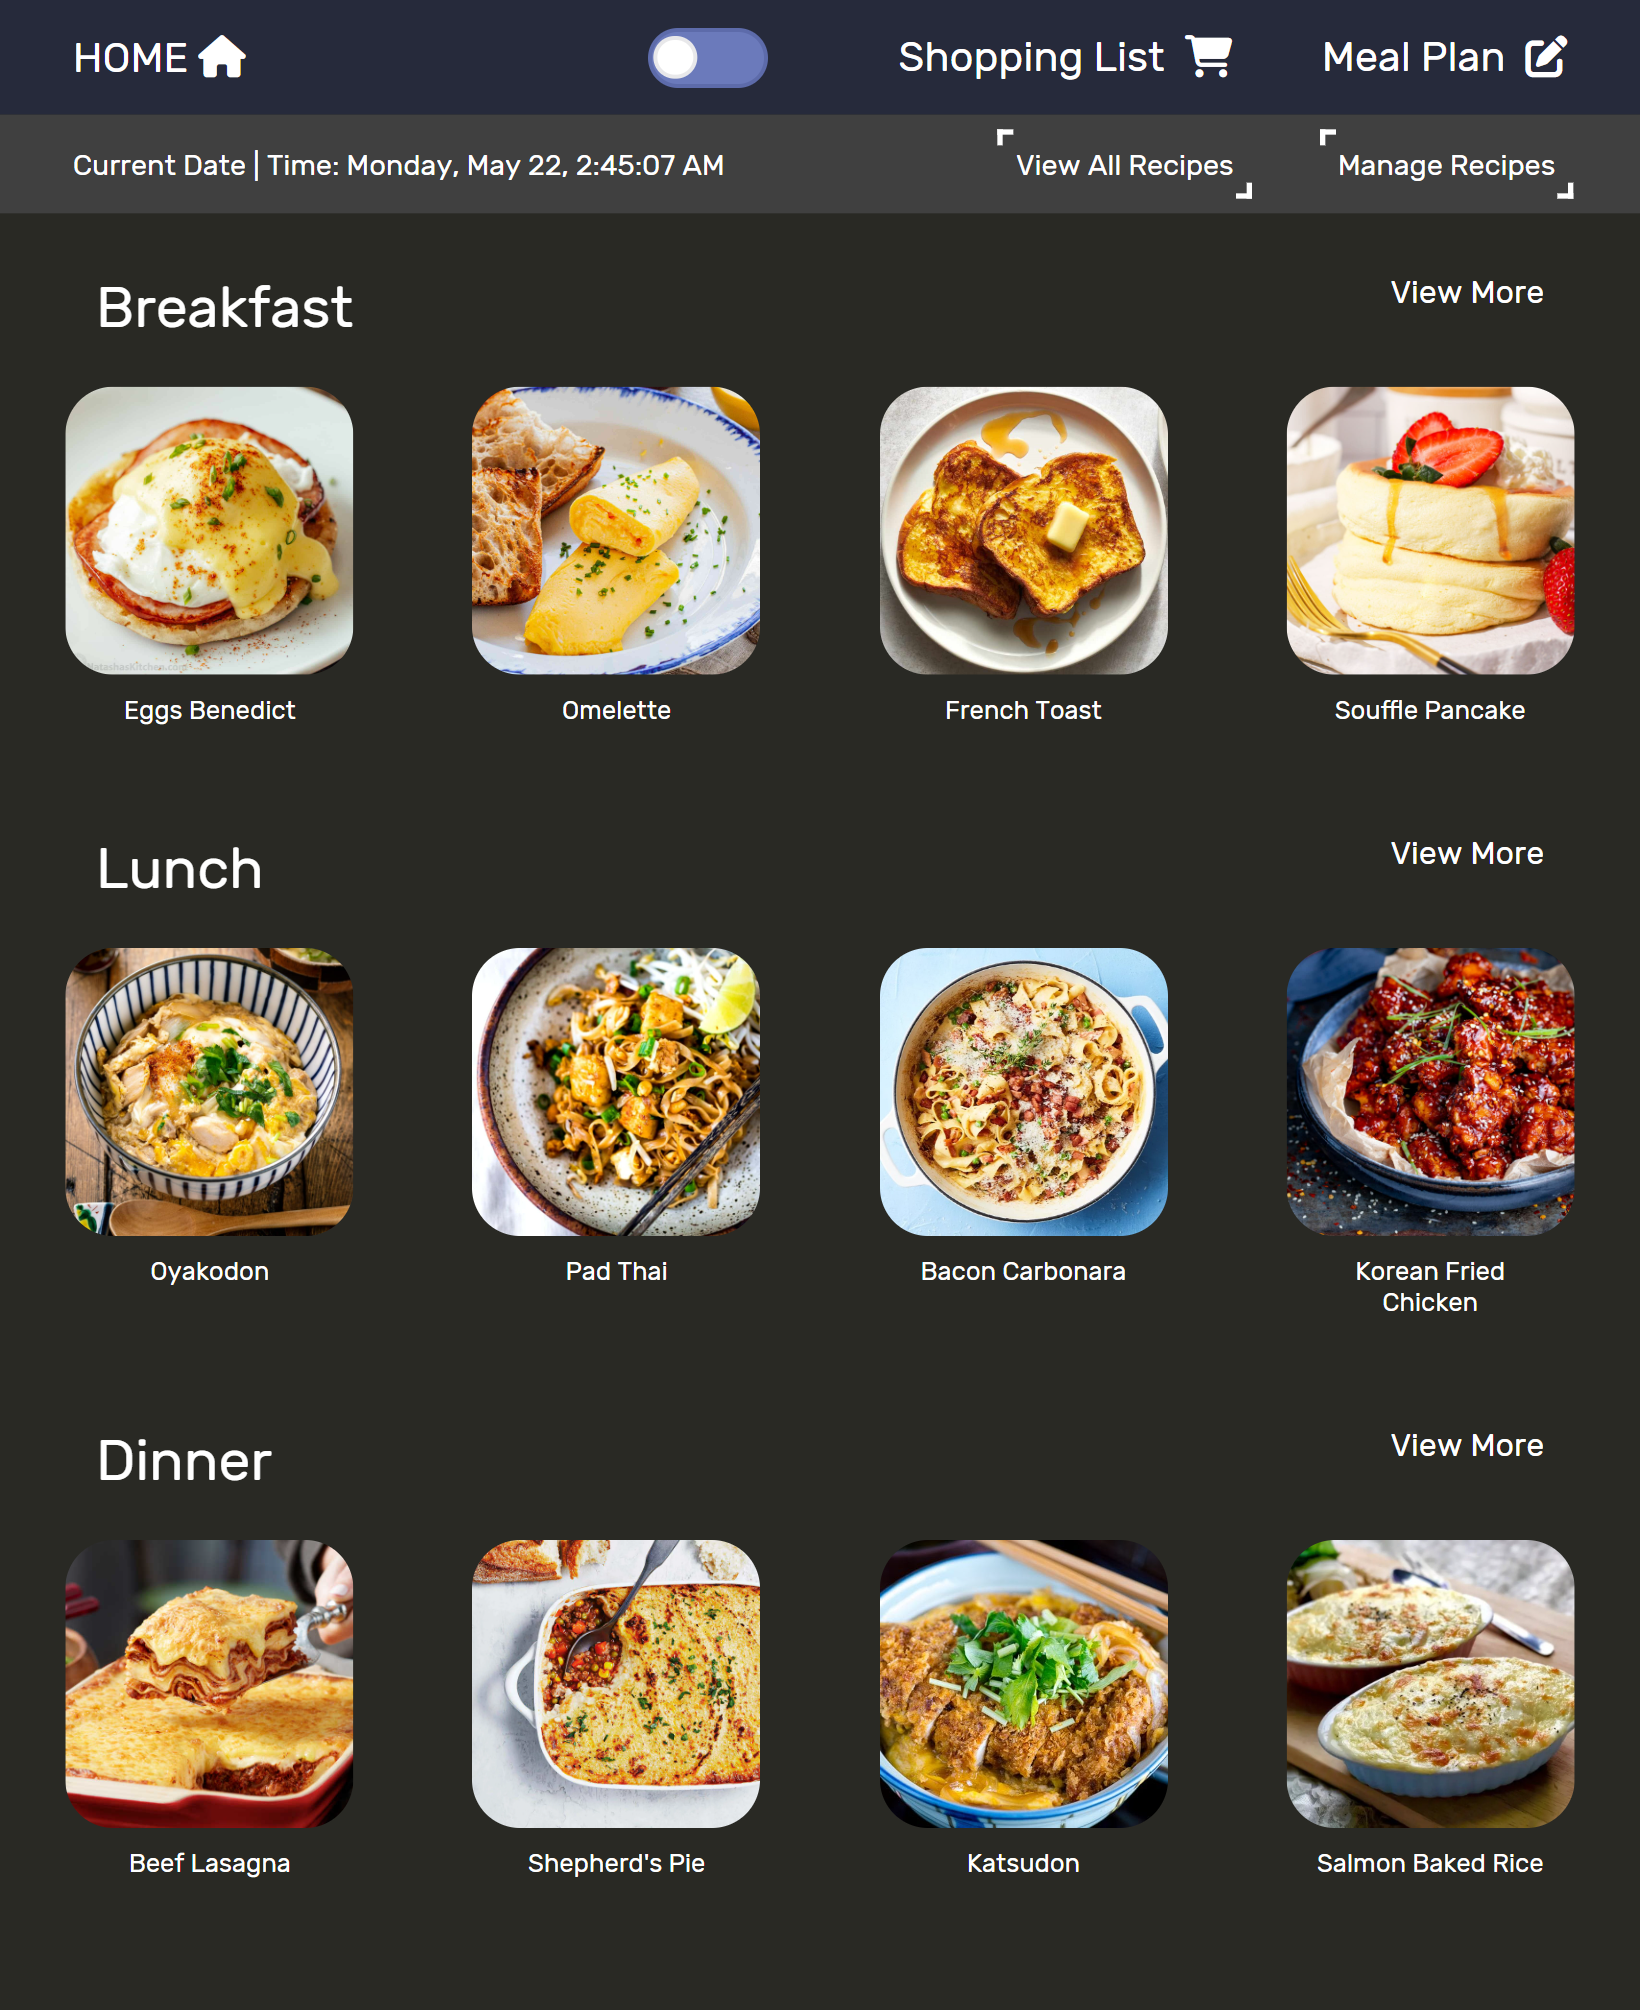 HOME
Shopping List
Meal Plan
Current Date | Time: Monday, May 22, 2:45:07 AM
View All Recipes
Manage Recipes
Breakfast
View More
NatashasKitchen.com
Eggs Benedict
Omelette
French Toast
Souffle Pancake
Lunch
View More
Oyakodon
Pad Thai
Bacon Carbonara
Korean Fried
Chicken
Dinner
View More
Beef Lasagna
Shepherd's Pie
Katsudon
Salmon Baked Rice